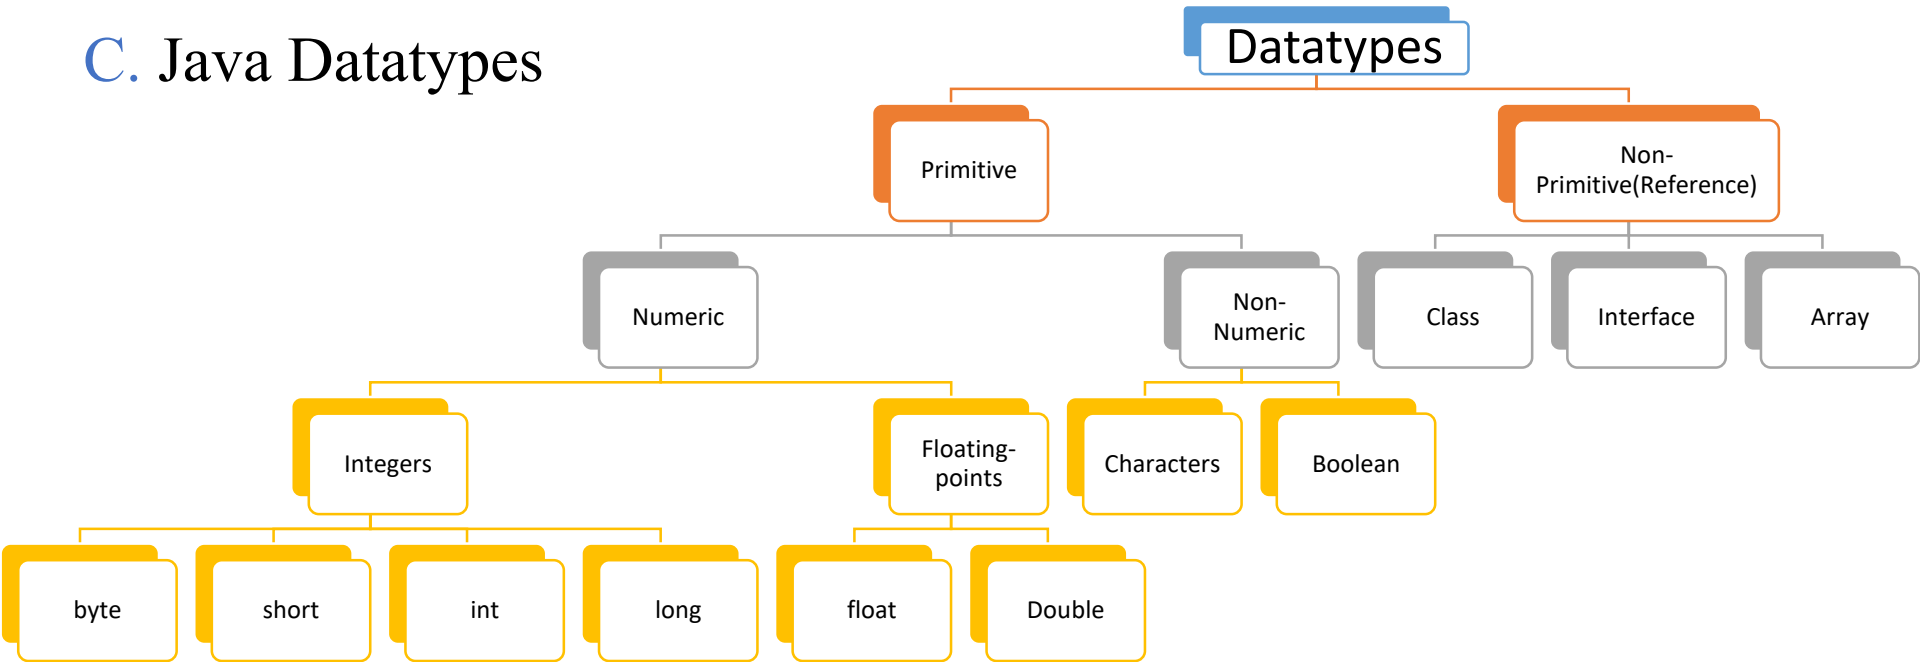 C. Java Datatypes
Datatypes
Primitive
Non-
Primitive(Reference)
Numeric
Non-
Numeric
Class
Interface
Array
Integers
Floating-
points
Characters
Boolean
byte
short
int
long
float
Double